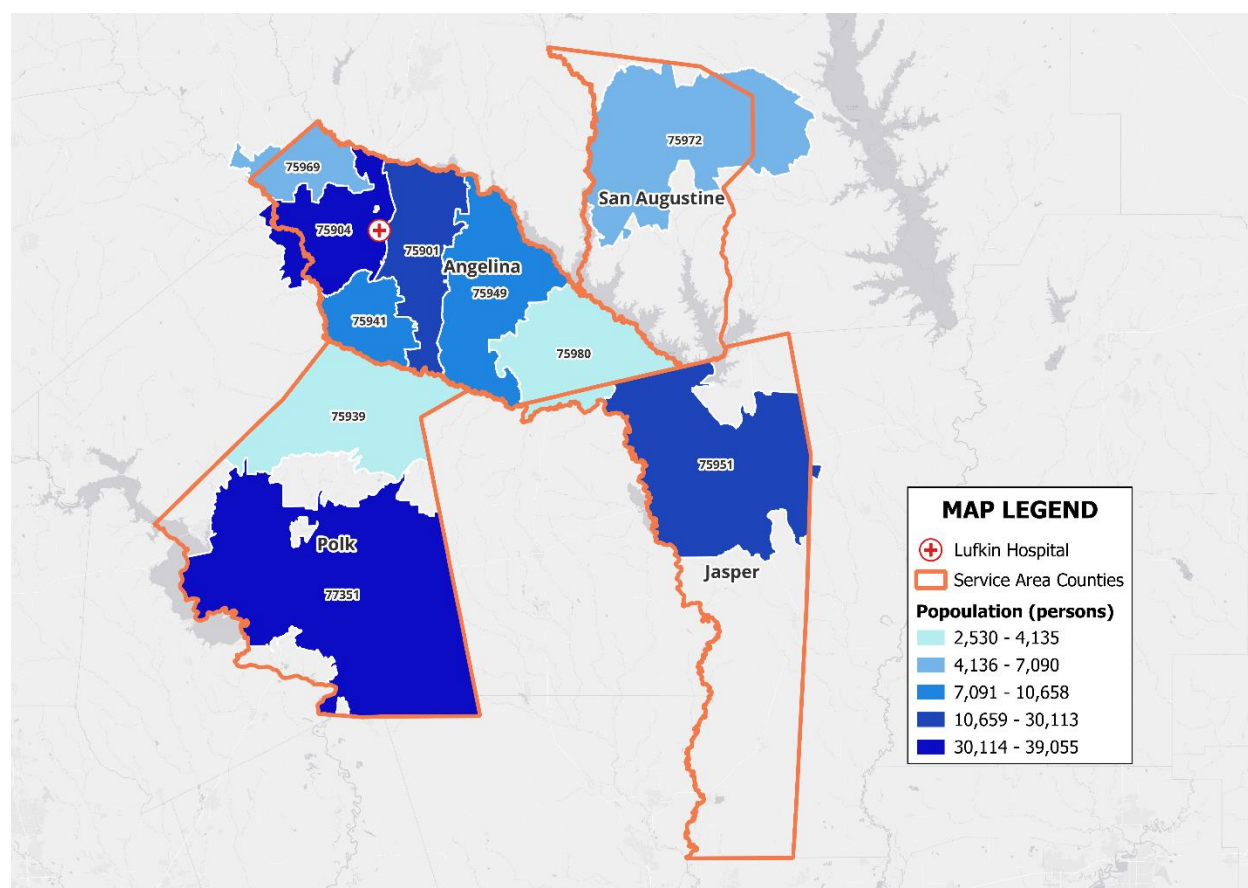 75972
75969
San Augustine
75904
75901
Angelina
75949
75941
75980
75939
75951
Polk
Jasper
77351
MAP LEGEND
Lufkin Hospital
Service Area Counties
Popoulation (persons)
2,530 - 4,135
4,136 - 7,090
7,091 - 10,658
10,659 - 30,113
30,114 - 39,055